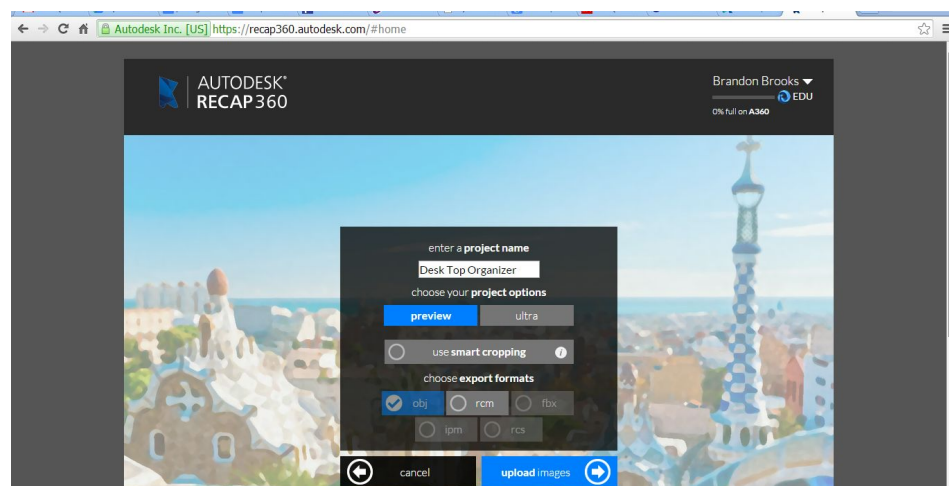 Autodesk Inc. [US] https://recap360.autodesk.com/#home
AUTODESK®
RECAP360
Brandon Brooks
EDU
0% full on A360
enter a project name
Desk Top Organizer
choose your project options
preview ultra
use smart cropping i
choose export formats
obj rcm fbx
ipm rcs
cancel upload images